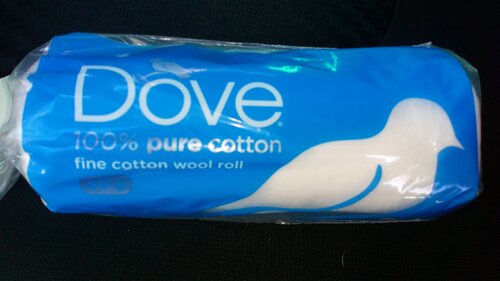 Dove
100% pure cotton
fine cotton wool roll